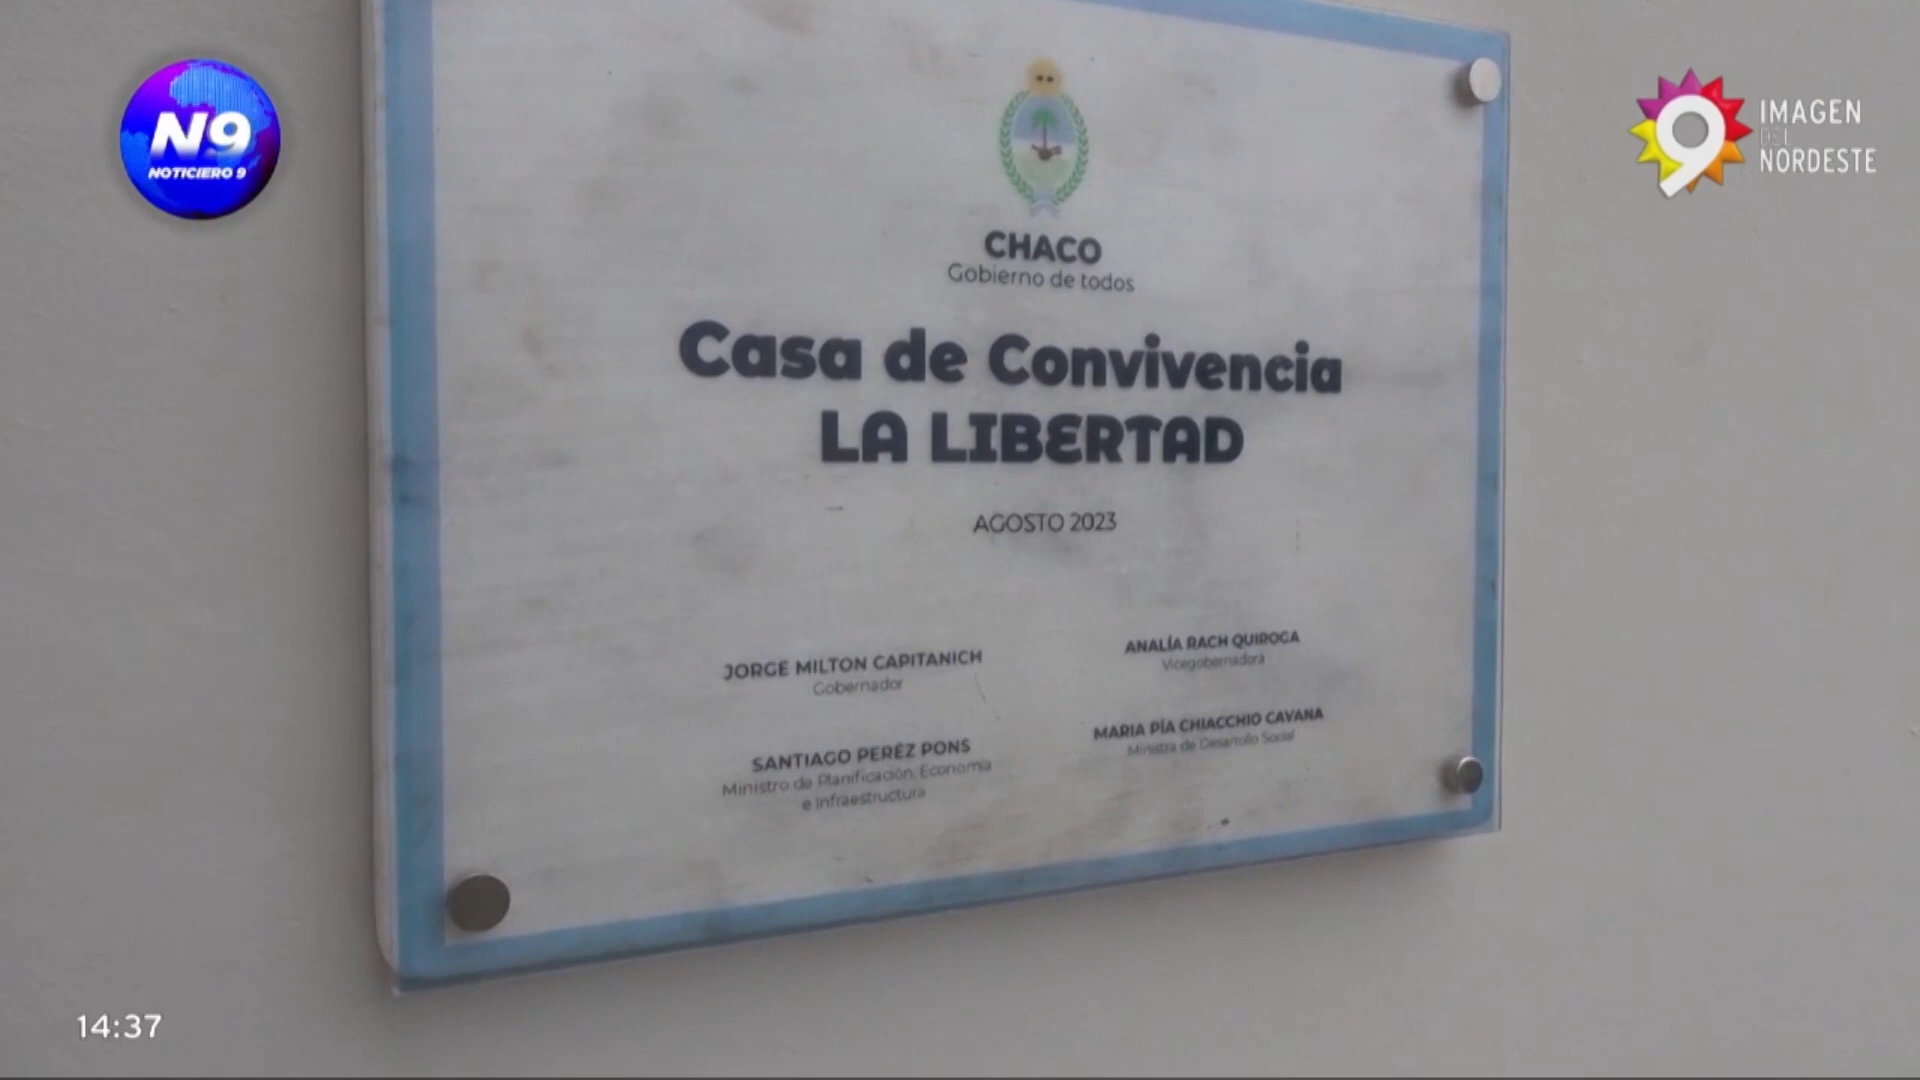 N9
NOTICIERO 9
9
IMAGEN
DEL
NORDESTE
CHACO
Gobierno de todos
Casa de Convivencia
LA LIBERTAD
AGOSTO 2023
JORGE MILTON CAPITANICH
Gobernador
ANALÍA RACH QUIROGA
Vicegobernadora
SANTIAGO PERÉZ PONS
Ministro de Planificación, Economía
e Infraestructura
MARIA PÍA CHIACCHIO CAVANA
Ministra de Desarrollo Social
14:37